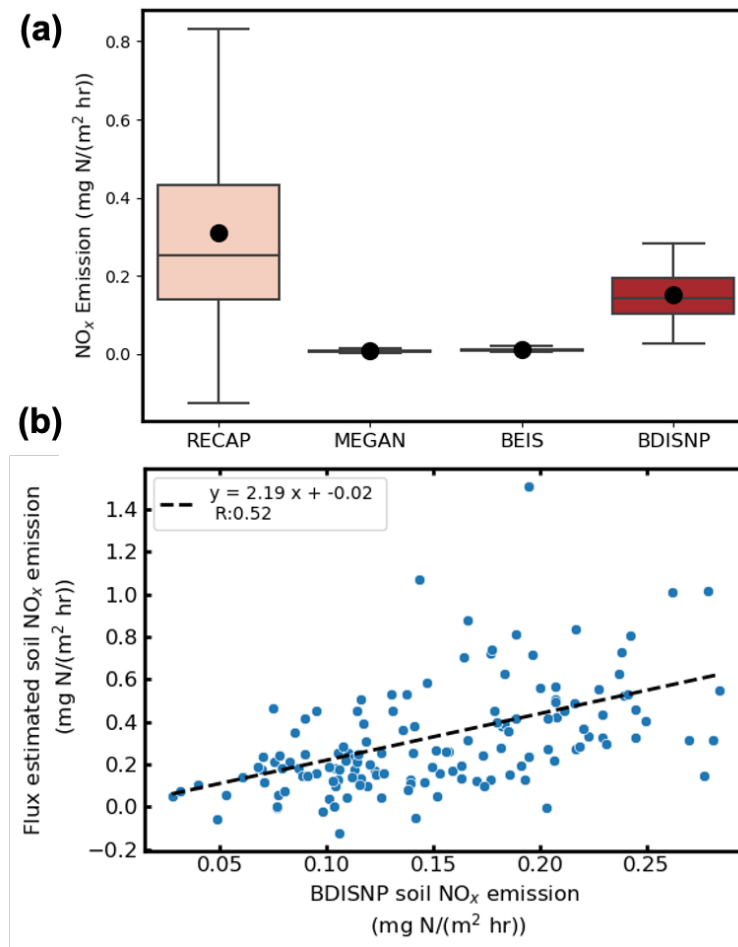 (a)
NOx Emission (mg N/(m² hr))
0.8
0.6
0.4
0.2
0.0
RECAP MEGAN BEIS BDISNP
(b)
Flux estimated soil NOx emission
(mg N/(m² hr))
y = 2.19 x + -0.02
R:0.52
1.4
1.2
1.0
0.8
0.6
0.4
0.2
0.0
−0.2
0.05 0.10 0.15 0.20 0.25
BDISNP soil NOx emission
(mg N/(m² hr))